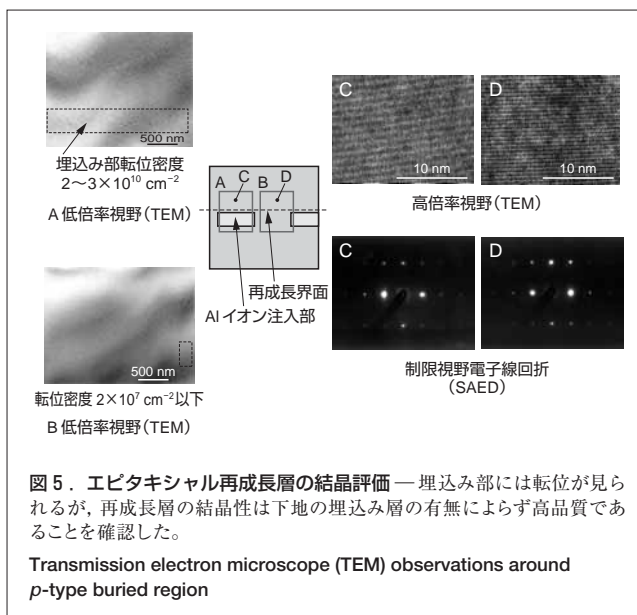 500 nm
埋込み部転位密度
2〜3×10¹⁰ cm⁻²
A 低倍率視野(TEM)
500 nm
転位密度 2×10⁷ cm⁻²以下
B 低倍率視野(TEM)
A
C
B
D
再成長界面
Alイオン注入部
C
10 nm
D
10 nm
高倍率視野(TEM)
C
D
制限視野電子線回折
(SAED)
図5. エピタキシャル再成長層の結晶評価 — 埋込み部には転位が見ら
れるが，再成長層の結晶性は下地の埋込み層の有無によらず高品質であ
ることを確認した。
Transmission electron microscope (TEM) observations around
p-type buried region